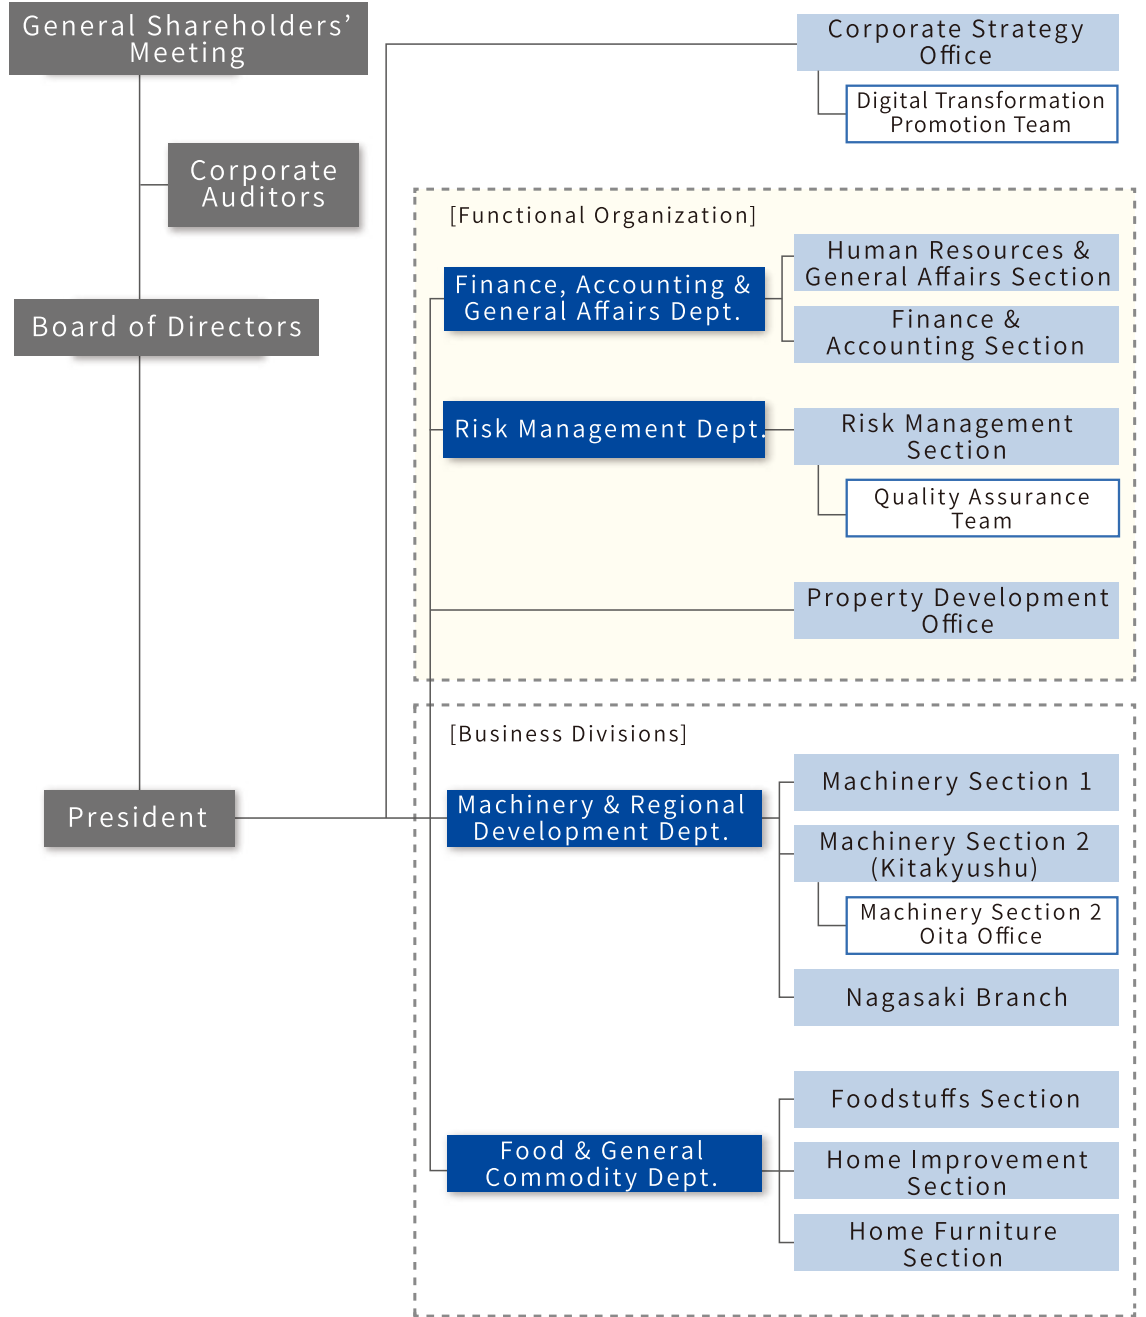 General Shareholders’
Meeting
Corporate
Auditors
Board of Directors
President
Corporate Strategy
Office
Digital Transformation
Promotion Team
[Functional Organization]
Finance, Accounting &
General Affairs Dept.
Human Resources &
General Affairs Section
Finance &
Accounting Section
Risk Management Dept.
Risk Management
Section
Quality Assurance
Team
Property Development
Office
[Business Divisions]
Machinery & Regional
Development Dept.
Machinery Section 1
Machinery Section 2
(Kitakyushu)
Machinery Section 2
Oita Office
Nagasaki Branch
Food & General
Commodity Dept.
Foodstuffs Section
Home Improvement
Section
Home Furniture
Section